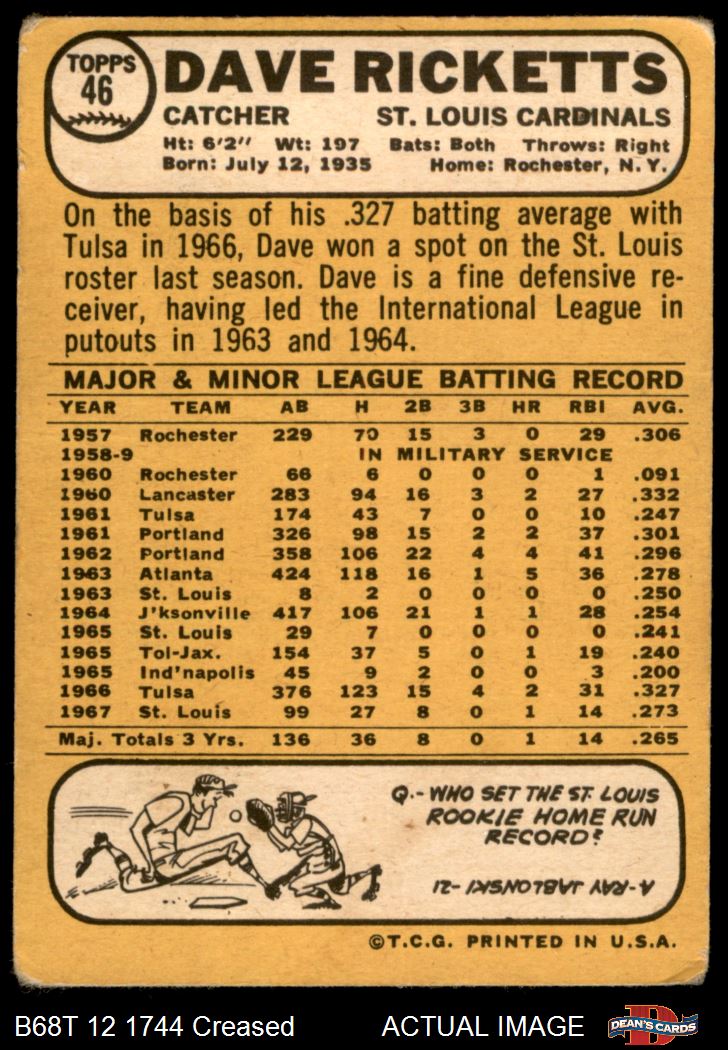 TOPPS
46
DAVE RICKETTS
CATCHER ST. LOUIS CARDINALS
Ht: 6'2" Wt: 197 Bats: Both Throws: Right
Born: July 12, 1935 Home: Rochester, N.Y.
On the basis of his .327 batting average with
Tulsa in 1966, Dave won a spot on the St. Louis
roster last season. Dave is a fine defensive re-
ceiver, having led the International League in
putouts in 1963 and 1964.
MAJOR & MINOR LEAGUE BATTING RECORD
YEAR TEAM AB H 2B 3B HR RBI AVG.
1957 Rochester 229 70 15 3 0 29 .306
1958-9 IN MILITARY SERVICE
1960 Rochester 66 6 0 0 0 1 .091
1960 Lancaster 283 94 16 3 2 27 .332
1961 Tulsa 174 43 7 0 0 10 .247
1961 Portland 326 98 15 2 2 37 .301
1962 Portland 358 106 22 4 4 41 .296
1963 Atlanta 424 118 16 1 5 36 .278
1963 St. Louis 8 2 0 0 0 0 .250
1964 J'ksonville 417 106 21 1 1 28 .254
1965 St. Louis 29 7 0 0 0 0 .241
1965 Tol-Jax. 154 37 5 0 1 19 .240
1965 Ind'napolis 45 9 2 0 0 3 .200
1966 Tulsa 376 123 15 4 2 31 .327
1967 St. Louis 99 27 8 0 1 14 .273
Maj. Totals 3 Yrs. 136 36 8 0 1 14 .265
Q.- WHO SET THE ST. LOUIS
ROOKIE HOME RUN
RECORD?
A-RAY JABLONSKI -21
©T.C.G. PRINTED IN U.S.A.
B68T 12 1744 Creased ACTUAL IMAGE
D
DEAN'S CARDS